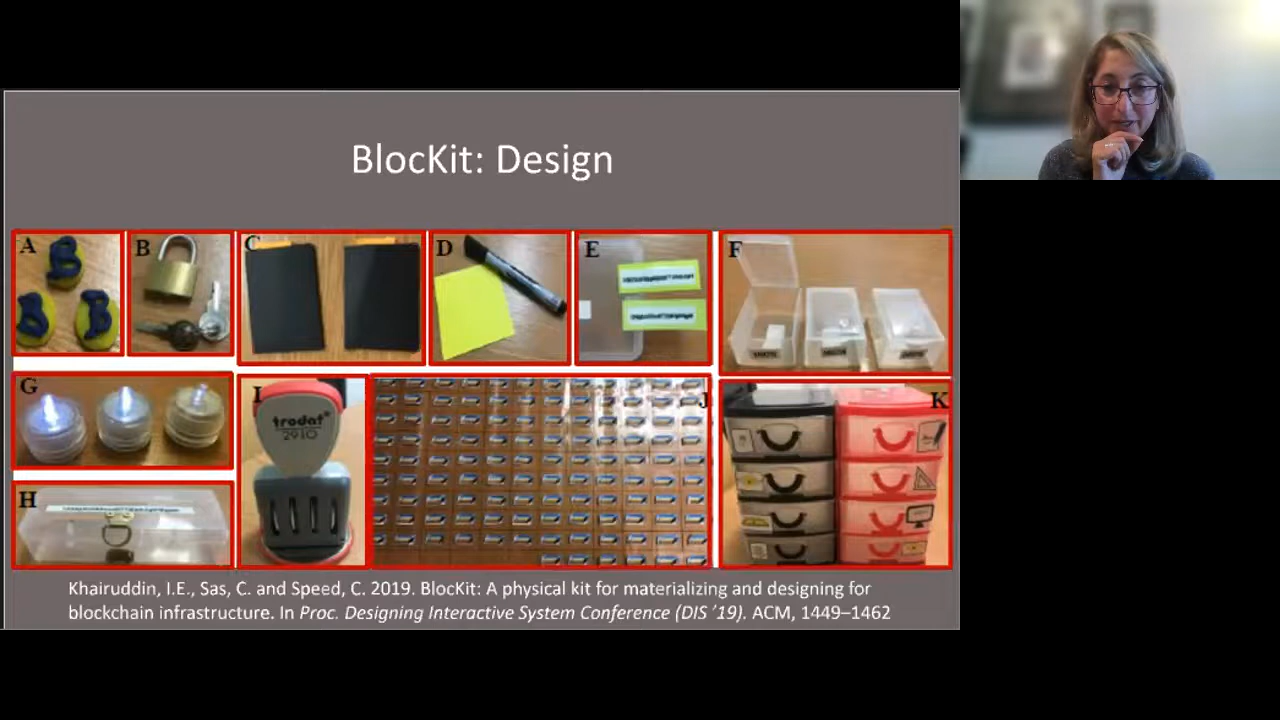 BlocKit: Design
A
B
C
D
E
F
G
H
I
trodat
2910
J
K
Khairuddin, I.E., Sas, C. and Speed, C. 2019. BlocKit: A physical kit for materializing and designing for
blockchain infrastructure. In Proc. Designing Interactive System Conference (DIS ’19). ACM, 1449–1462